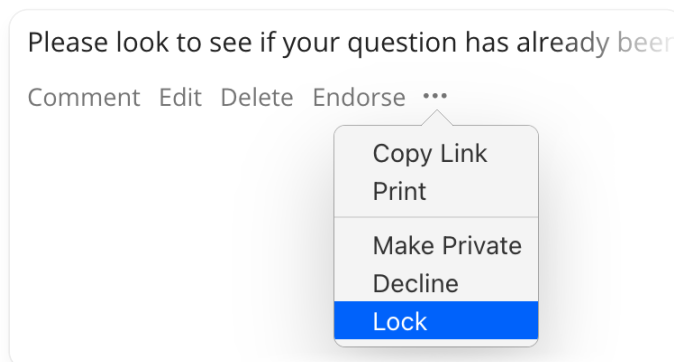 Please look to see if your question has already been
Comment Edit Delete Endorse •••
Copy Link
Print
Make Private
Decline
Lock